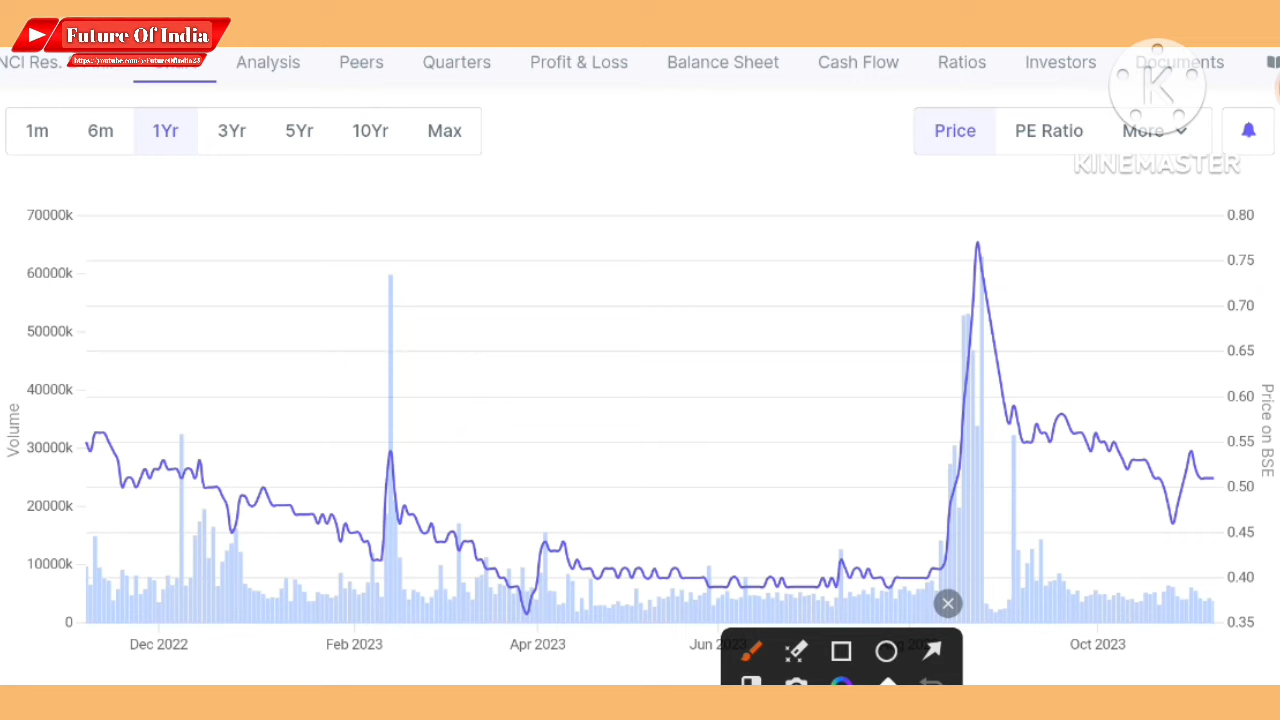 Future Of India
NCI Res. Analysis Peers Quarters Profit & Loss Balance Sheet Cash Flow Ratios Investors Documents
1m 6m 1Yr 3Yr 5Yr 10Yr Max Price PE Ratio More
K
KINEMASTER
70000k 0.80
60000k 0.75
0.70
50000k 0.65
40000k 0.60
30000k 0.55
0.50
20000k 0.45
10000k 0.40
0 0.35
Volume
Price on BSE
Dec 2022 Feb 2023 Apr 2023 Jun 2023 Oct 2023